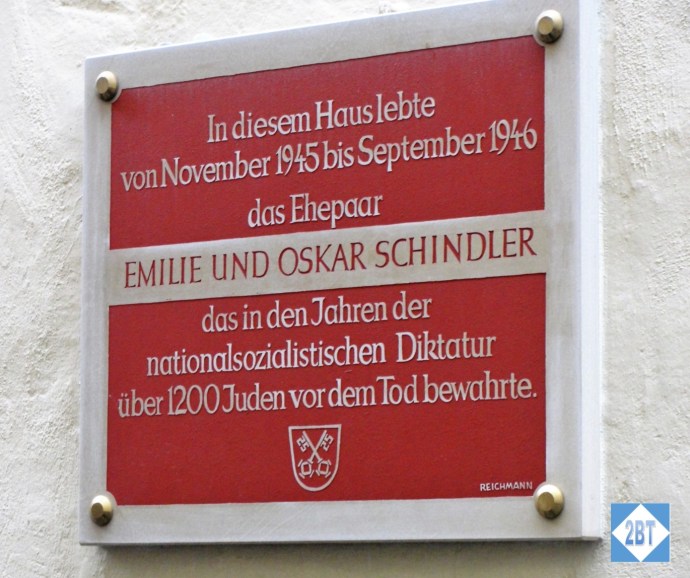 In diesem Haus lebte
von November 1945 bis September 1946
das Ehepaar
EMILIE UND OSKAR SCHINDLER
das in den Jahren der
nationalsozialistischen Diktatur
über 1200 Juden vor dem Tod bewahrte.
REICHMANN
2BT